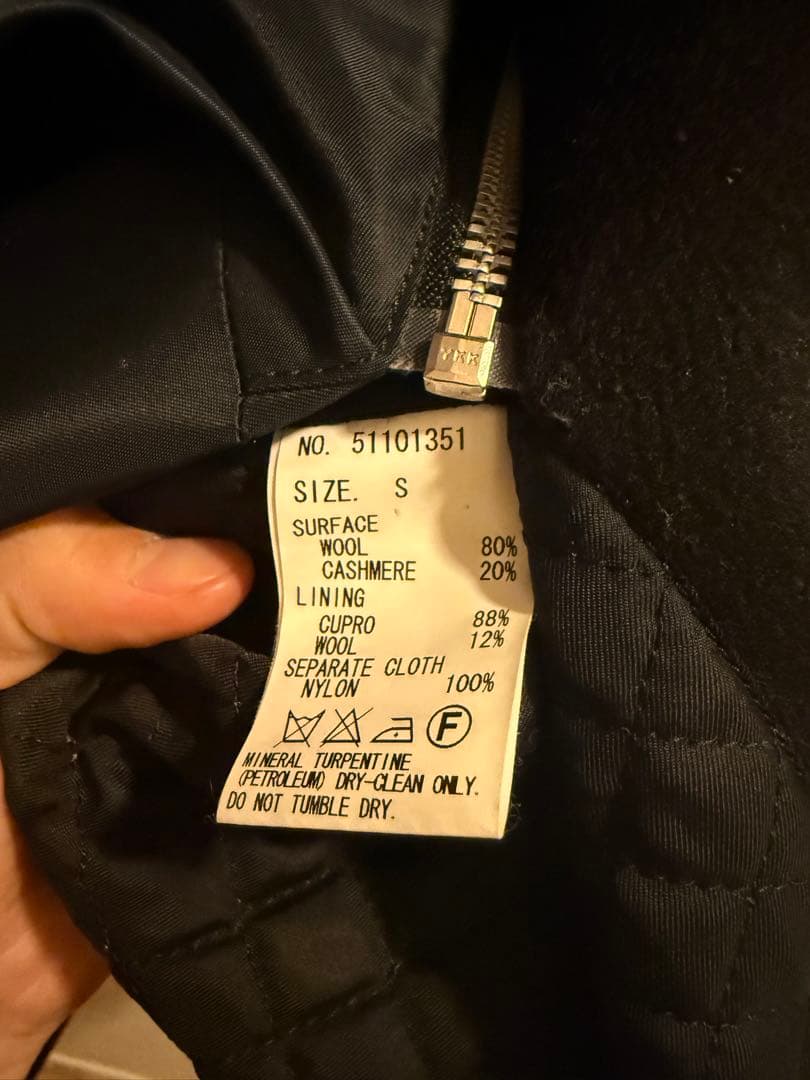 YKK
NO. 51101351
SIZE. S
SURFACE
WOOL 80%
CASHMERE 20%
LINING
CUPRO 88%
WOOL 12%
SEPARATE CLOTH
NYLON 100%
F
MINERAL TURPENTINE
(PETROLEUM) DRY-CLEAN ONLY.
DO NOT TUMBLE DRY.